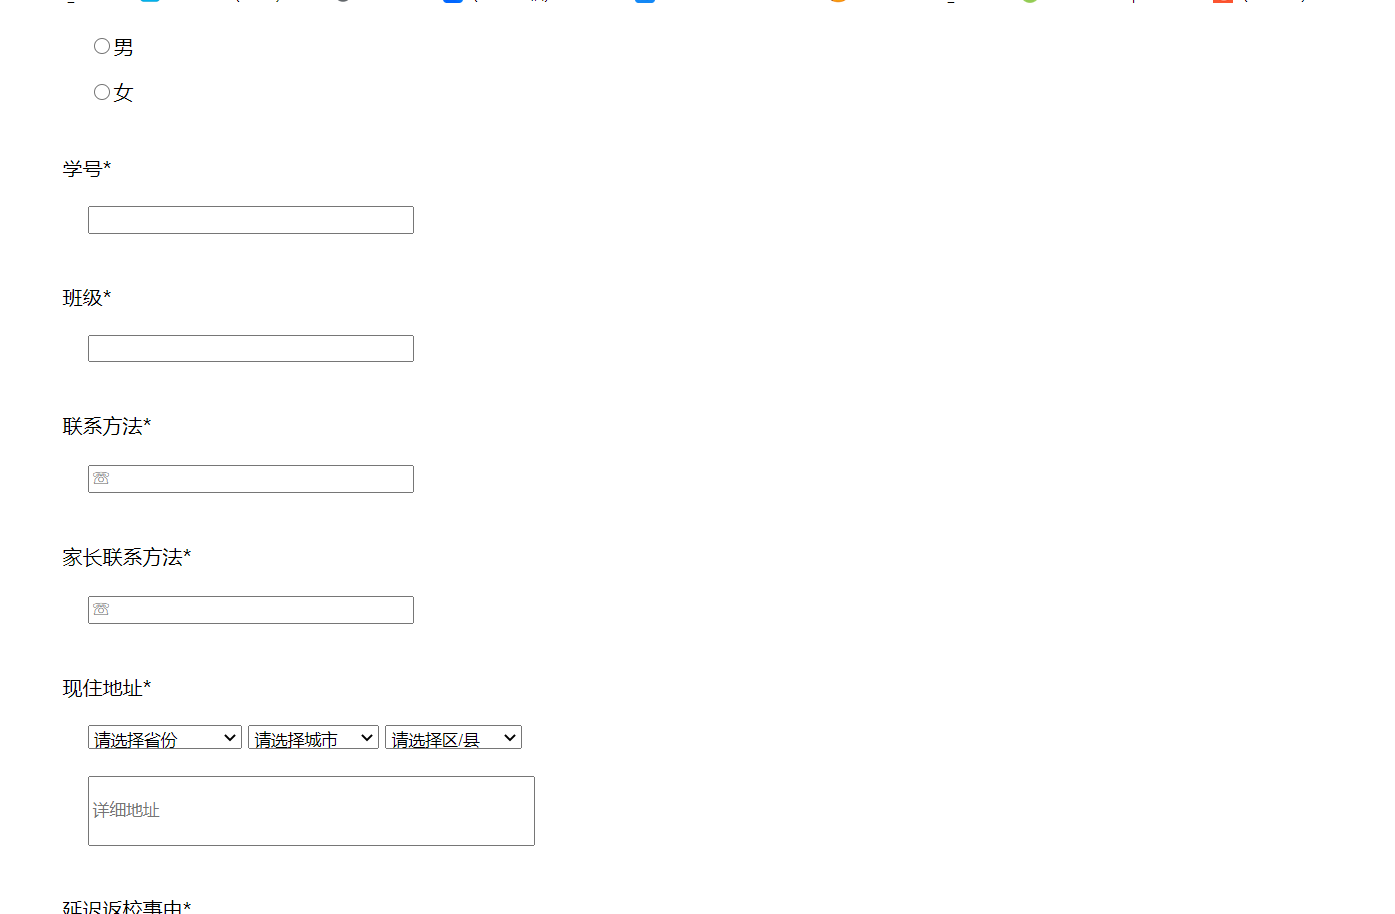 男
女
学号*
班级*
联系方法*
☏
家长联系方法*
☏
现住地址*
请选择省份 请选择城市 请选择区/县
详细地址
延迟返校事由*